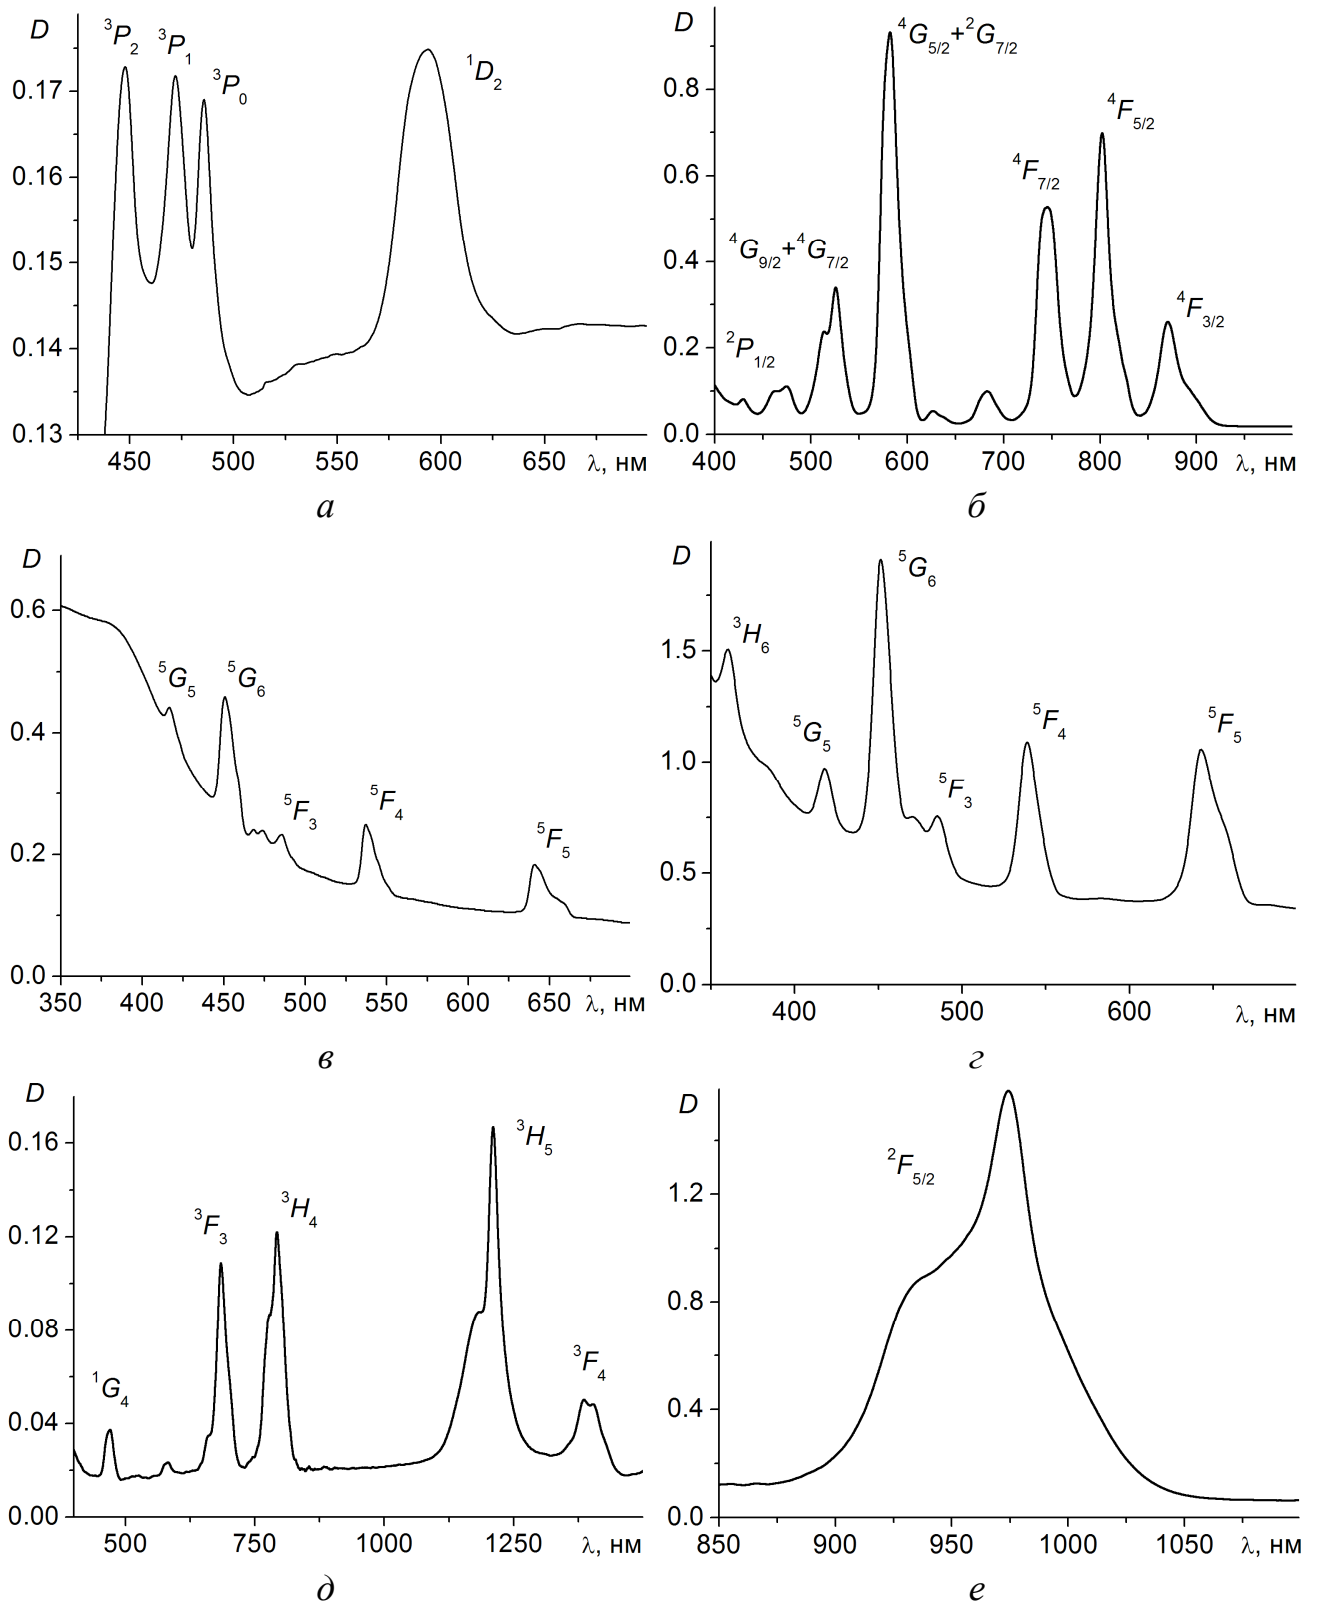 D
³P₂
³P₁
³P₀
¹D₂
0.17
0.16
0.15
0.14
0.13
450 500 550 600 650 λ, нм
а
D
⁴G₅/₂+²G₇/₂
⁴F₅/₂
⁴F₇/₂
⁴G₉/₂+⁴G₇/₂
⁴F₃/₂
²P₁/₂
0.8
0.6
0.4
0.2
0.0
400 500 600 700 800 900 λ, нм
б
D
⁵G₅
⁵G₆
⁵F₃
⁵F₄
⁵F₅
0.6
0.4
0.2
0.0
350 400 450 500 550 600 650 λ, нм
в
D
⁵G₆
³H₆
⁵G₅
⁵F₃
⁵F₄
⁵F₅
1.5
1.0
0.5
0.0
400 500 600 λ, нм
г
D
³H₅
³F₃
³H₄
¹G₄
³F₄
0.16
0.12
0.08
0.04
0.00
500 750 1000 1250 λ, нм
д
D
²F₅/₂
1.2
0.8
0.4
0.0
850 900 950 1000 1050 λ, нм
е